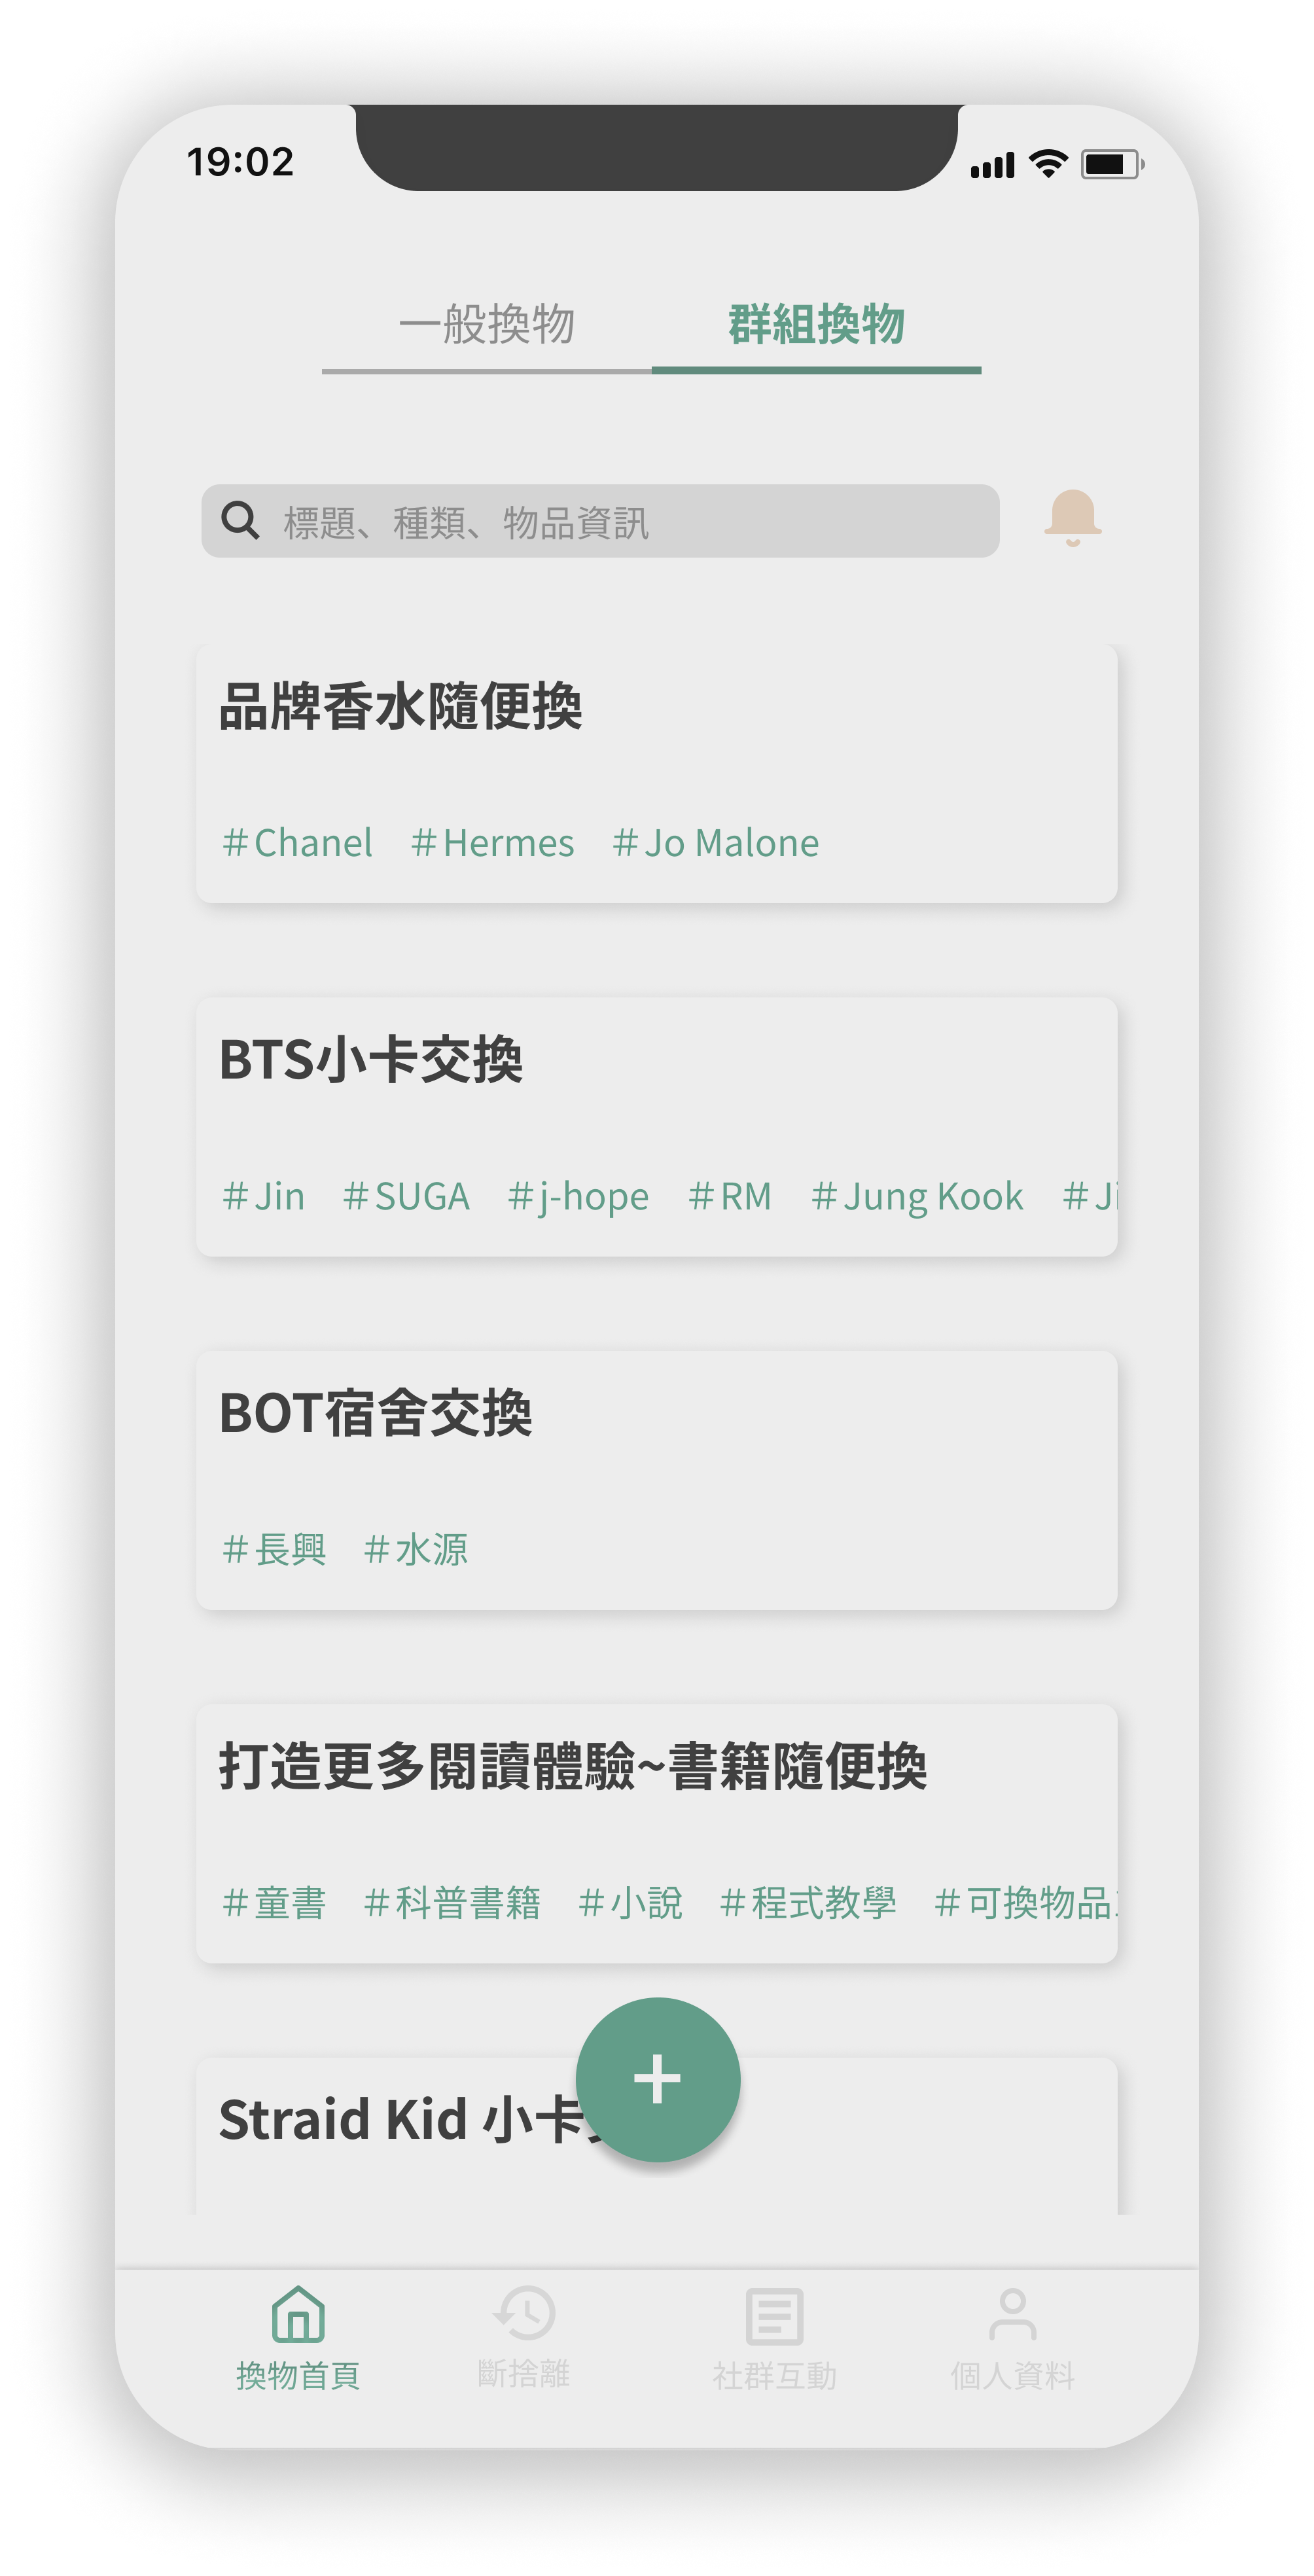 19:02
一般換物 群組換物
標題、種類、物品資訊
品牌香水隨便換
#Chanel #Hermes #Jo Malone
BTS小卡交換
#Jin #SUGA #j-hope #RM #Jung Kook #Ji
BOT宿舍交換
#長興 #水源
打造更多閱讀體驗~書籍隨便換
#童書 #科普書籍 #小說 #程式教學 #可換物品
Straid Kid 小卡
換物首頁 斷捨離 社群互動 個人資料